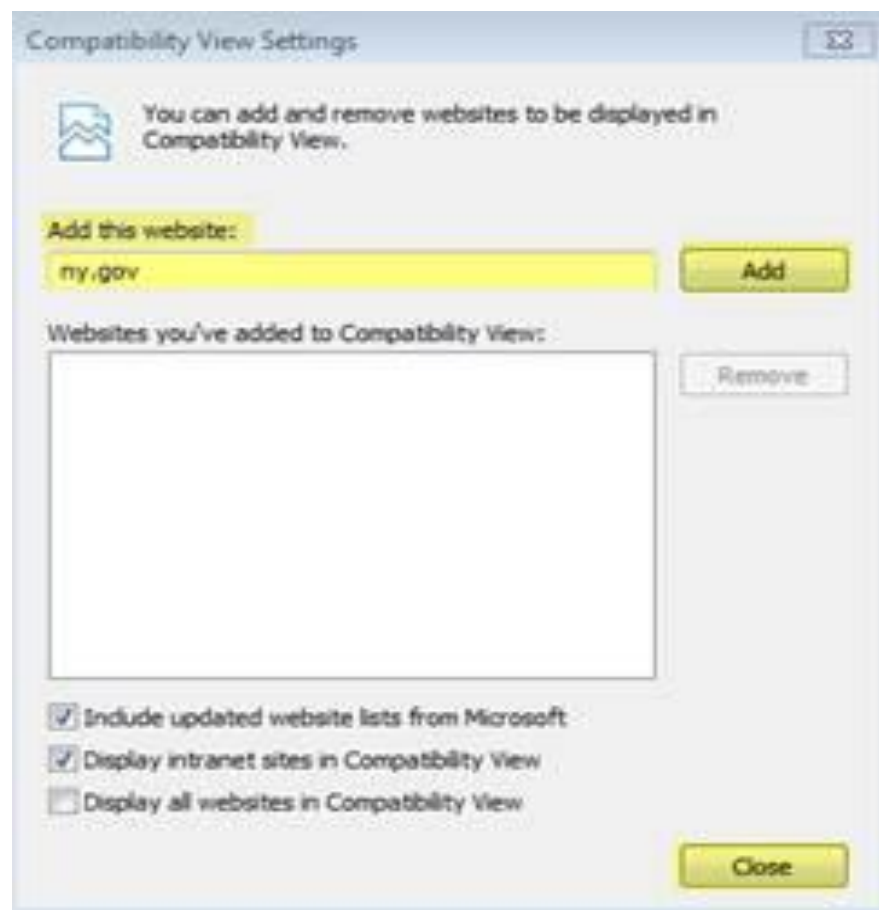 Compatibility View Settings
You can add and remove websites to be displayed in
Compatibility View.
Add this website:
ny.gov
Add
Websites you've added to Compatibility View:
Remove
Include updated website lists from Microsoft
Display intranet sites in Compatibility View
Display all websites in Compatibility View
Close